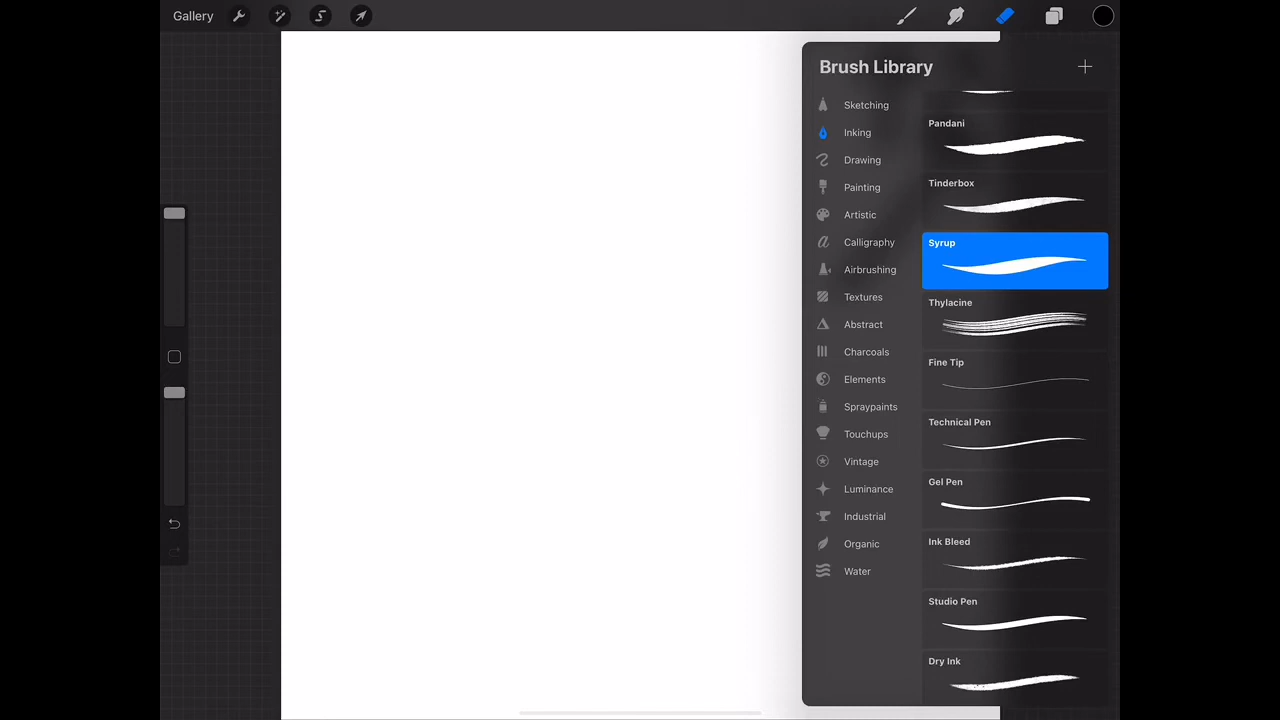 Gallery
Brush Library
Sketching
Inking
Drawing
Painting
Artistic
Calligraphy
Airbrushing
Textures
Abstract
Charcoals
Elements
Spraypaints
Touchups
Vintage
Luminance
Industrial
Organic
Water
Pandani
Tinderbox
Syrup
Thylacine
Fine Tip
Technical Pen
Gel Pen
Ink Bleed
Studio Pen
Dry Ink